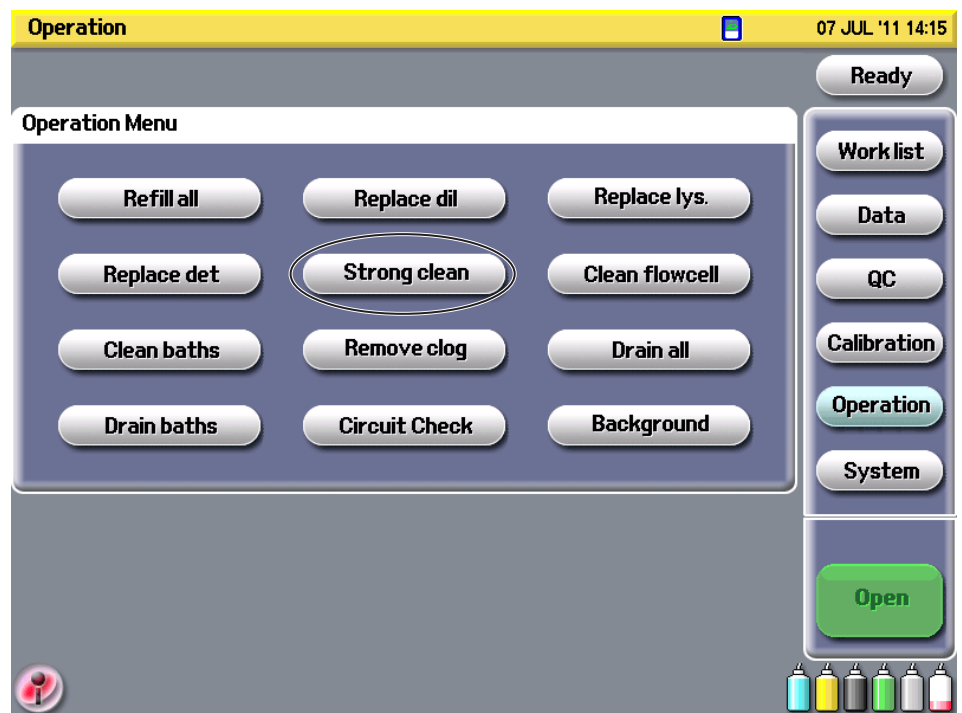 Operation
07 JUL '11 14:15
Ready
Operation Menu
Refill all
Replace dil
Replace lys.
Replace det
Strong clean
Clean flowcell
Clean baths
Remove clog
Drain all
Drain baths
Circuit Check
Background
Work list
Data
QC
Calibration
Operation
System
Open